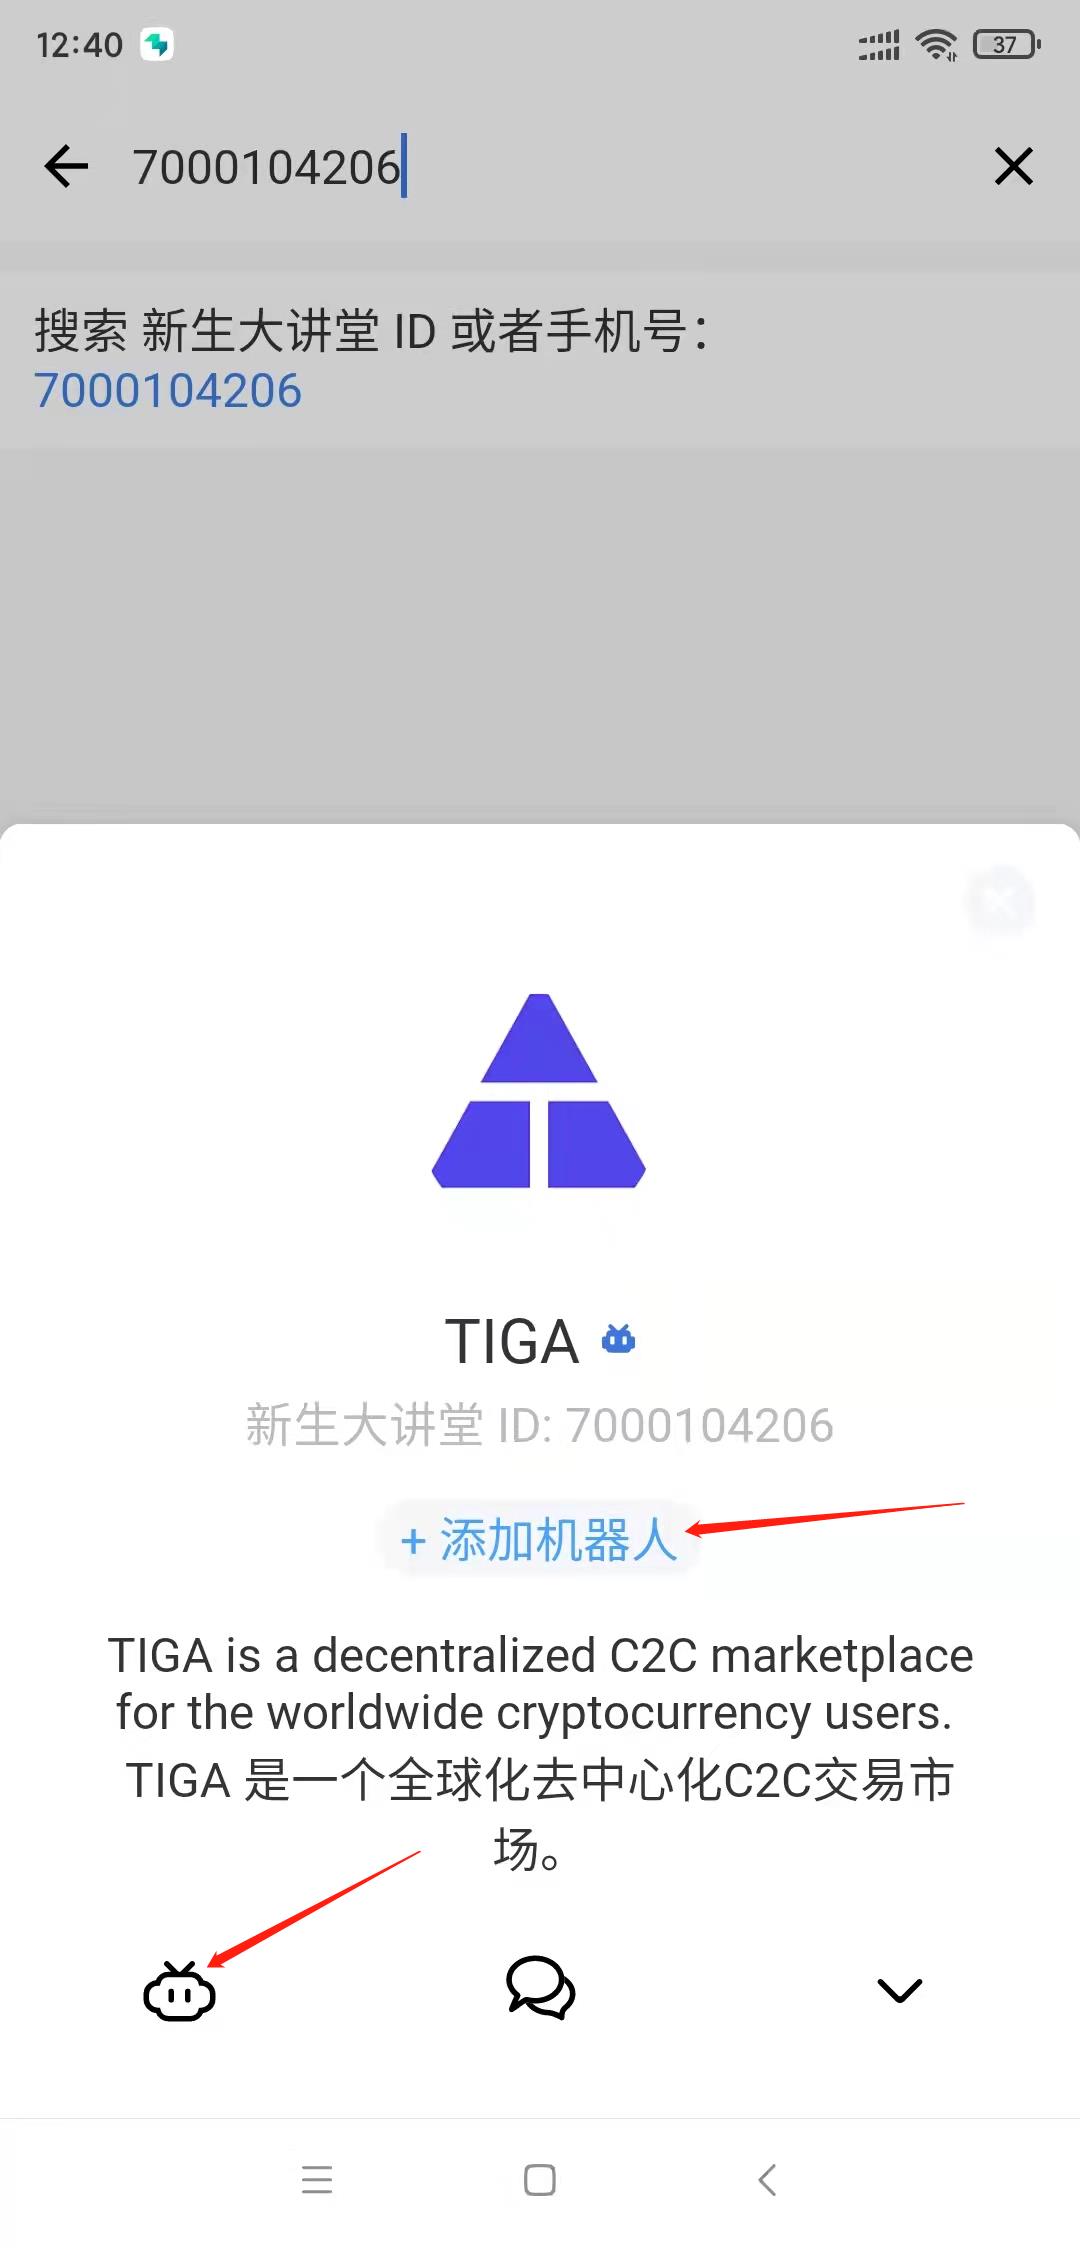 12:40
37
7000104206
搜索 新生大讲堂 ID 或者手机号：
7000104206
TIGA
新生大讲堂 ID: 7000104206
+ 添加机器人
TIGA is a decentralized C2C marketplace
for the worldwide cryptocurrency users.
TIGA 是一个全球化去中心化C2C交易市
场。